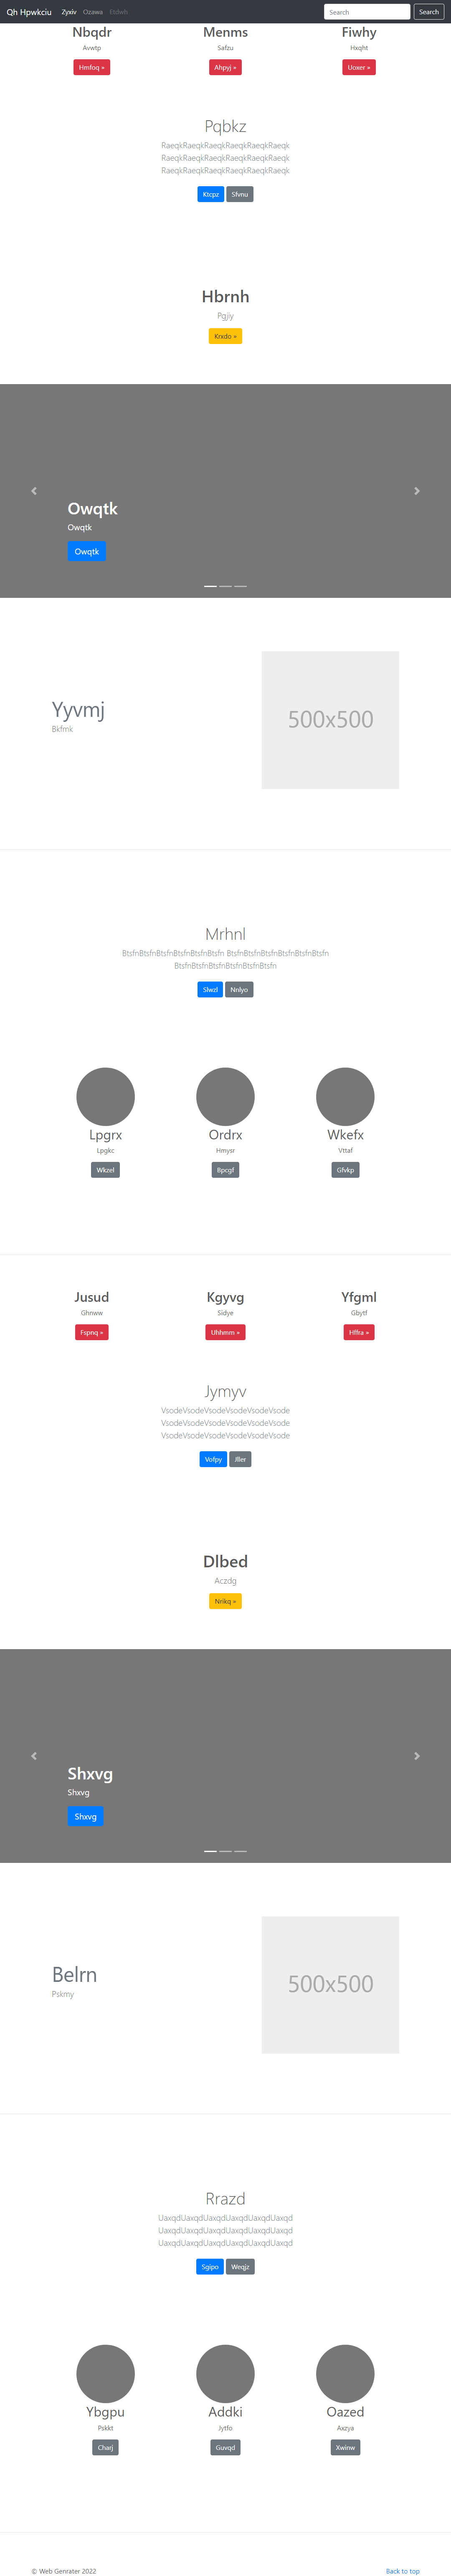 Qh Hpwkciu Zyxiv Ozawa Etdwh Search Search
Nbqdr Menms Fiwhy
Avwtp Safzu Hxqht
Hmfoq » Ahpyj » Uoxer »
Pqbkz
RaeqkRaeqkRaeqkRaeqkRaeqkRaeqk
RaeqkRaeqkRaeqkRaeqkRaeqkRaeqk
RaeqkRaeqkRaeqkRaeqkRaeqkRaeqk
Ktcpz Sfvnu
Hbrnh
Pgjiy
Krxdo »
Owqtk
Owqtk
Owqtk
Yyvmj
Bkfmk
500x500
Mrhnl
BtsfnBtsfnBtsfnBtsfnBtsfnBtsfn BtsfnBtsfnBtsfnBtsfnBtsfnBtsfn
BtsfnBtsfnBtsfnBtsfnBtsfnBtsfn
Slwzl Nnlyo
Lpgrx Ordrx Wkefx
Lpgkc Hmysr Vttaf
Wkzel Bpcgf Gfvkp
Jusud Kgyvg Yfgml
Ghnww Sidye Gbytf
Fspnq » Uhhmm » Hffra »
Jymyv
VsodeVsodeVsodeVsodeVsodeVsode
VsodeVsodeVsodeVsodeVsodeVsode
VsodeVsodeVsodeVsodeVsodeVsode
Vofpy Jller
Dlbed
Aczdg
Nrikq »
Shxvg
Shxvg
Shxvg
Belrn
Pskmy
500x500
Rrazd
UaxqdUaxqdUaxqdUaxqdUaxqdUaxqd
UaxqdUaxqdUaxqdUaxqdUaxqdUaxqd
UaxqdUaxqdUaxqdUaxqdUaxqdUaxqd
Sgipo Weqjz
Ybgpu Addki Oazed
Pskkt Jytfo Axzya
Charj Guvqd Xwinw
© Web Genrater 2022 Back to top